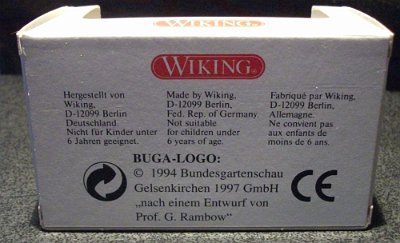 WIKING®
Hergestellt von
Wiking,
D-12099 Berlin
Deutschland
Nicht für Kinder unter
6 Jahren geeignet.
Made by Wiking,
D-12099 Berlin,
Fed. Rep. of Germany
Not suitable
for children under
6 years of age.
Fabriqué par Wiking,
D-12099 Berlin,
Allemagne.
Ne convient pas
aux enfants de
moins de 6 ans.
BUGA-LOGO:
© 1994 Bundesgartenschau
Gelsenkirchen 1997 GmbH
„nach einem Entwurf von
Prof. G. Rambow“
CE